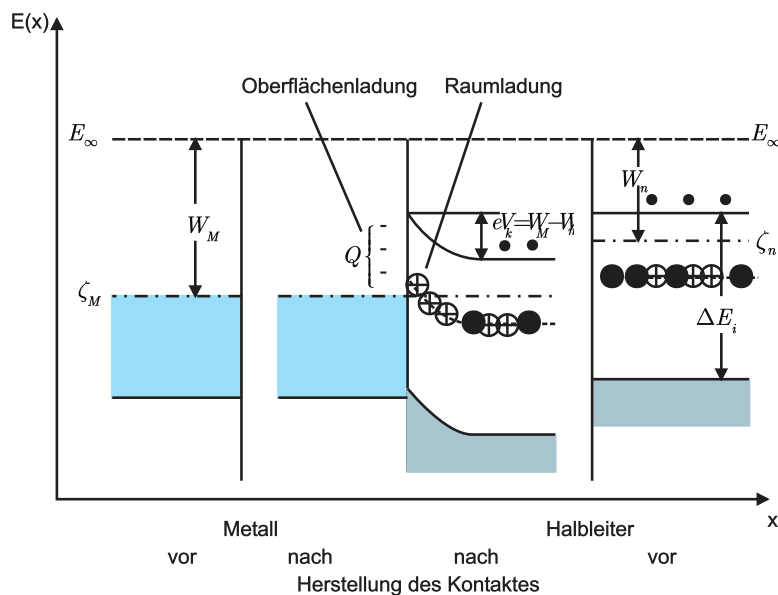 E(x)
Oberflächenladung
Raumladung
E∞
E∞
W_M
Q
eV_k=W_M−W_n
W_n
ζ_M
ζ_n
ΔE_i
x
Metall
Halbleiter
vor
nach
nach
vor
Herstellung des Kontaktes